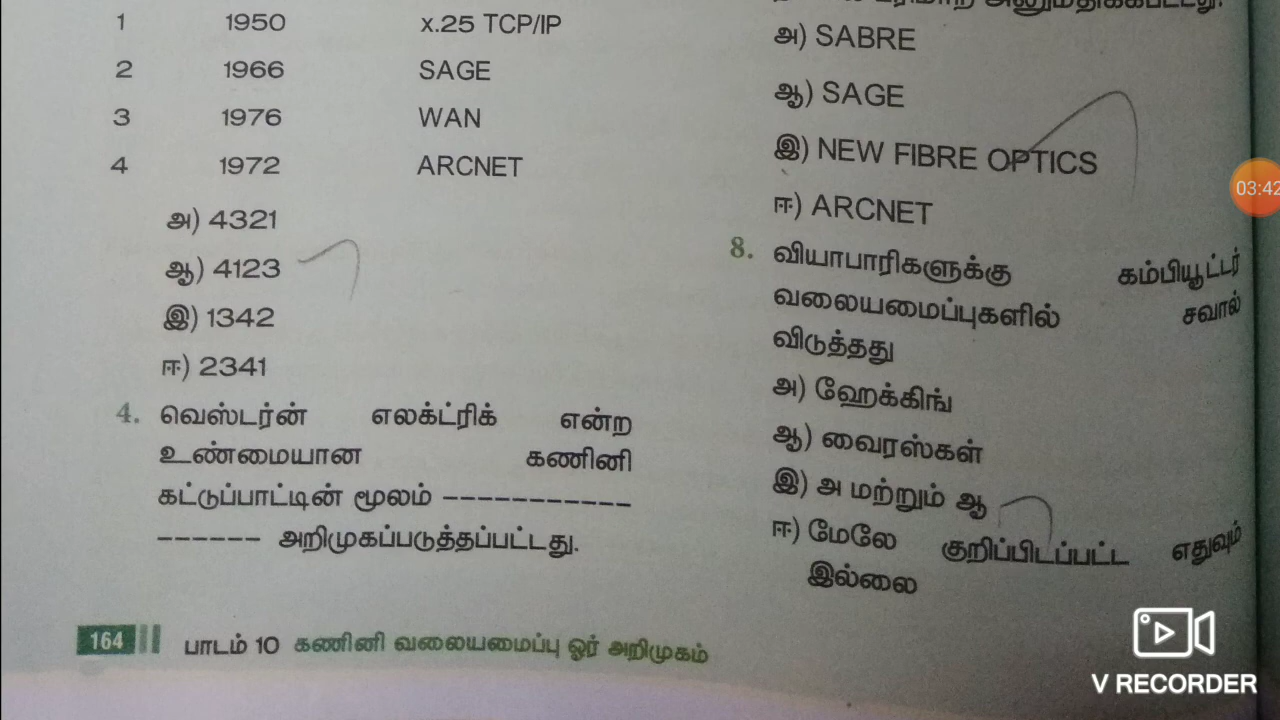 1 1950 x.25 TCP/IP
2 1966 SAGE
3 1976 WAN
4 1972 ARCNET
அ) 4321
ஆ) 4123
இ) 1342
ஈ) 2341
4. வெஸ்டர்ன் எலக்ட்ரிக் என்ற
உண்மையான கணினி
கட்டுப்பாட்டின் மூலம் -----------
------ அறிமுகப்படுத்தப்பட்டது.
164 பாடம் 10 கணினி வலையமைப்பு ஓர் அறிமுகம்
அ) SABRE
ஆ) SAGE
இ) NEW FIBRE OPTICS
ஈ) ARCNET
8. வியாபாரிகளுக்கு கம்பியூட்டர்
வலையமைப்புகளில் சவால்
விடுத்தது
அ) ஹேக்கிங்
ஆ) வைரஸ்கள்
இ) அ மற்றும் ஆ
ஈ) மேலே குறிப்பிடப்பட்ட எதுவும்
இல்லை
03:42
V RECORDER